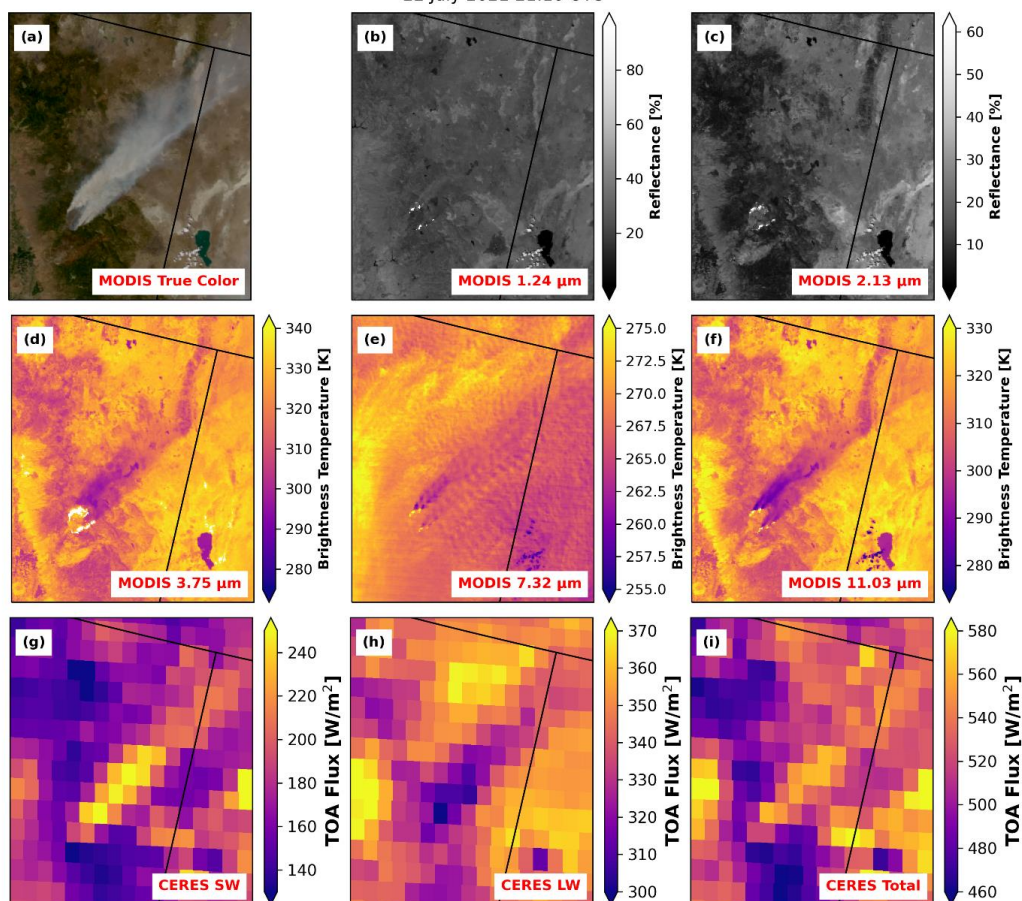 (a)
MODIS True Color
(b)
MODIS 1.24 µm
80
60
40
20
Reflectance [%]
(c)
MODIS 2.13 µm
60
50
40
30
20
10
Reflectance [%]
(d)
MODIS 3.75 µm
340
330
320
310
300
290
280
Brightness Temperature [K]
(e)
MODIS 7.32 µm
275.0
272.5
270.0
267.5
265.0
262.5
260.0
257.5
255.0
Brightness Temperature [K]
(f)
MODIS 11.03 µm
330
320
310
300
290
280
Brightness Temperature [K]
(g)
CERES SW
240
220
200
180
160
140
TOA Flux [W/m²]
(h)
CERES LW
370
360
350
340
330
320
310
300
TOA Flux [W/m²]
(i)
CERES Total
580
560
540
520
500
480
460
TOA Flux [W/m²]